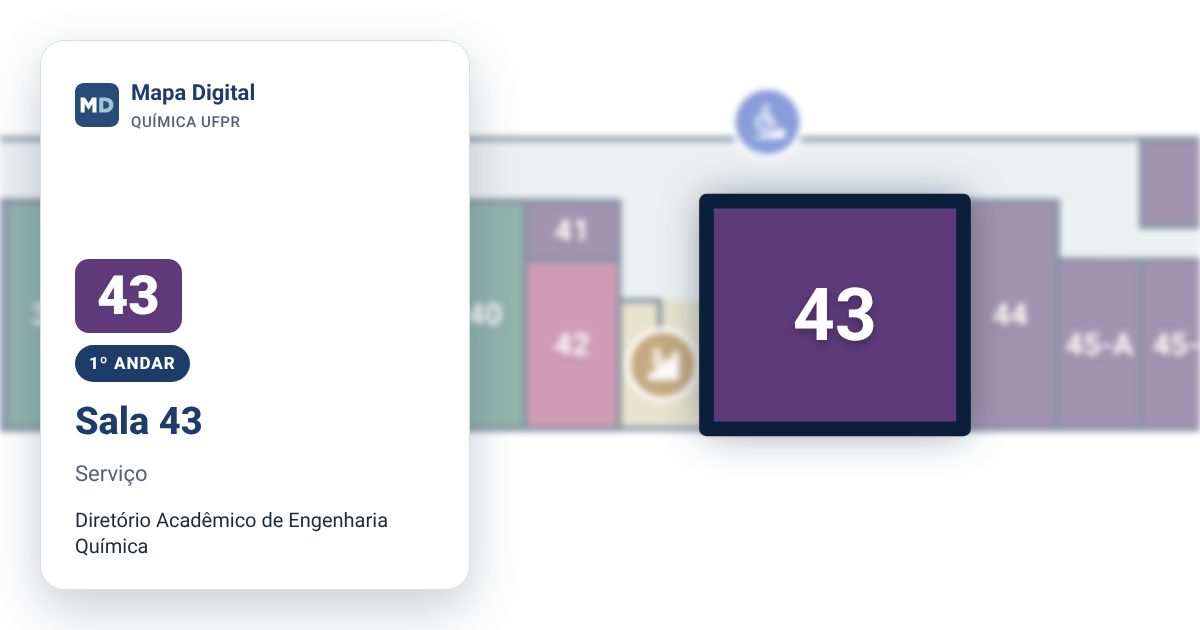 MD
Mapa Digital
QUÍMICA UFPR
43
1º ANDAR
Sala 43
Serviço
Diretório Acadêmico de Engenharia
Química
40
41
42
43
44
45-A